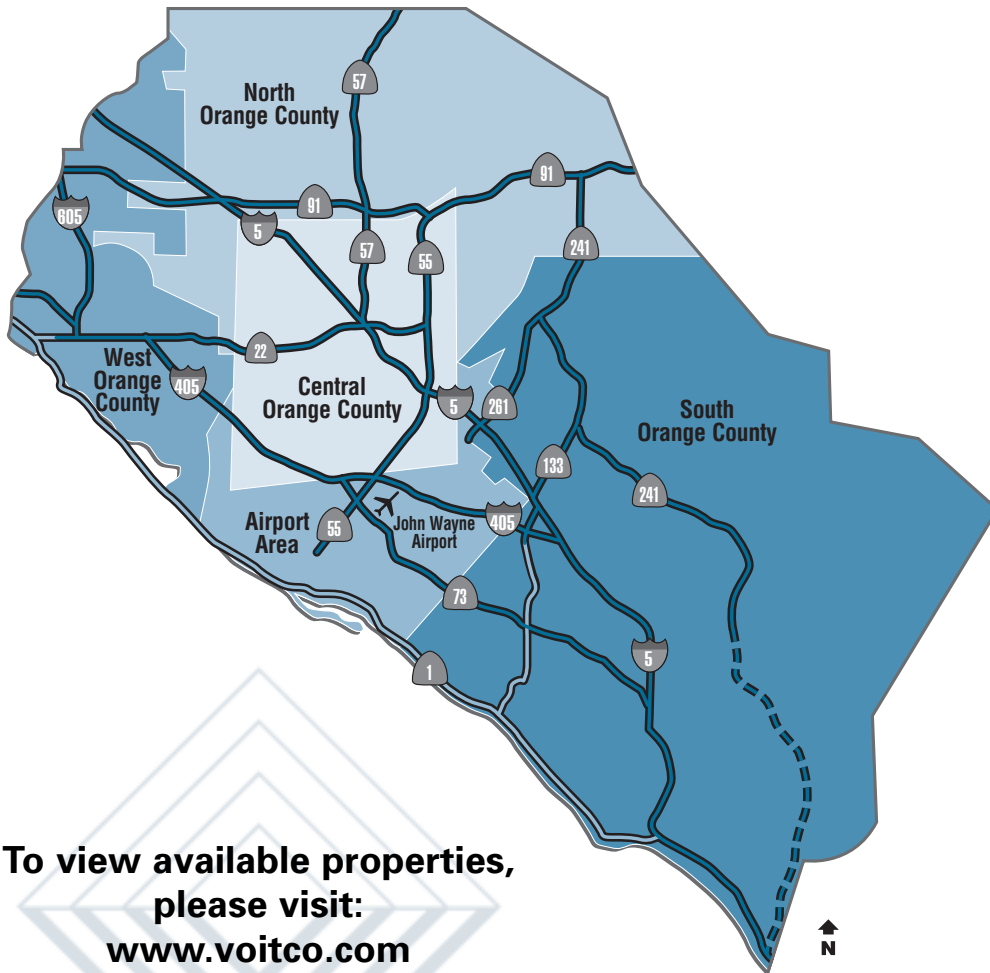 57
North
Orange County
91
91
605
5
57
55
241
22
West
Orange
County
405
Central
Orange County
5
261
South
Orange County
133
241
Airport
Area
55
John Wayne
Airport
405
73
5
1
To view available properties,
please visit:
www.voitco.com
N